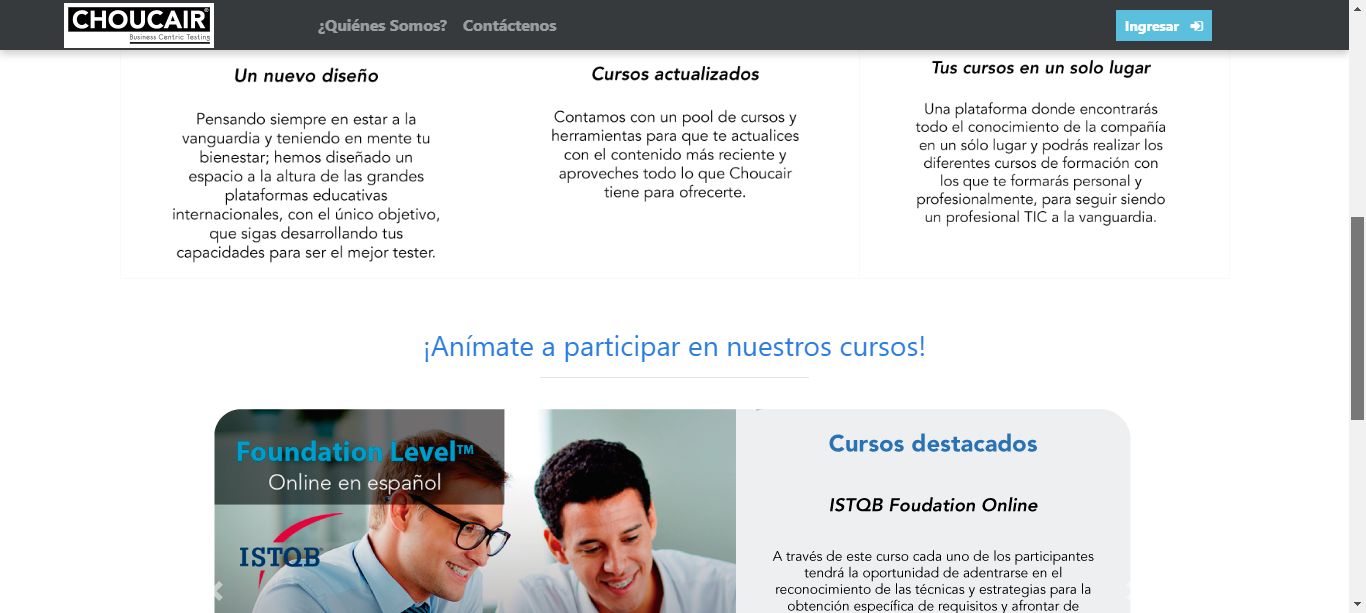 CHOUCAIR®
Business Centric Testing
¿Quiénes Somos? Contáctenos
Ingresar
Un nuevo diseño
Pensando siempre en estar a la
vanguardia y teniendo en mente tu
bienestar; hemos diseñado un
espacio a la altura de las grandes
plataformas educativas
internacionales, con el único objetivo,
que sigas desarrollando tus
capacidades para ser el mejor tester.
Cursos actualizados
Contamos con un pool de cursos y
herramientas para que te actualices
con el contenido más reciente y
aproveches todo lo que Choucair
tiene para ofrecerte.
Tus cursos en un solo lugar
Una plataforma donde encontrarás
todo el conocimiento de la compañía
en un sólo lugar y podrás realizar los
diferentes cursos de formación con
los que te formarás personal y
profesionalmente, para seguir siendo
un profesional TIC a la vanguardia.
¡Anímate a participar en nuestros cursos!
Foundation Level™
Online en español
ISTQB®
Cursos destacados
ISTQB Foudation Online
A través de este curso cada uno de los participantes
tendrá la oportunidad de adentrarse en el
reconocimiento de las técnicas y estrategias para la
obtención específica de requisitos y afrontar de